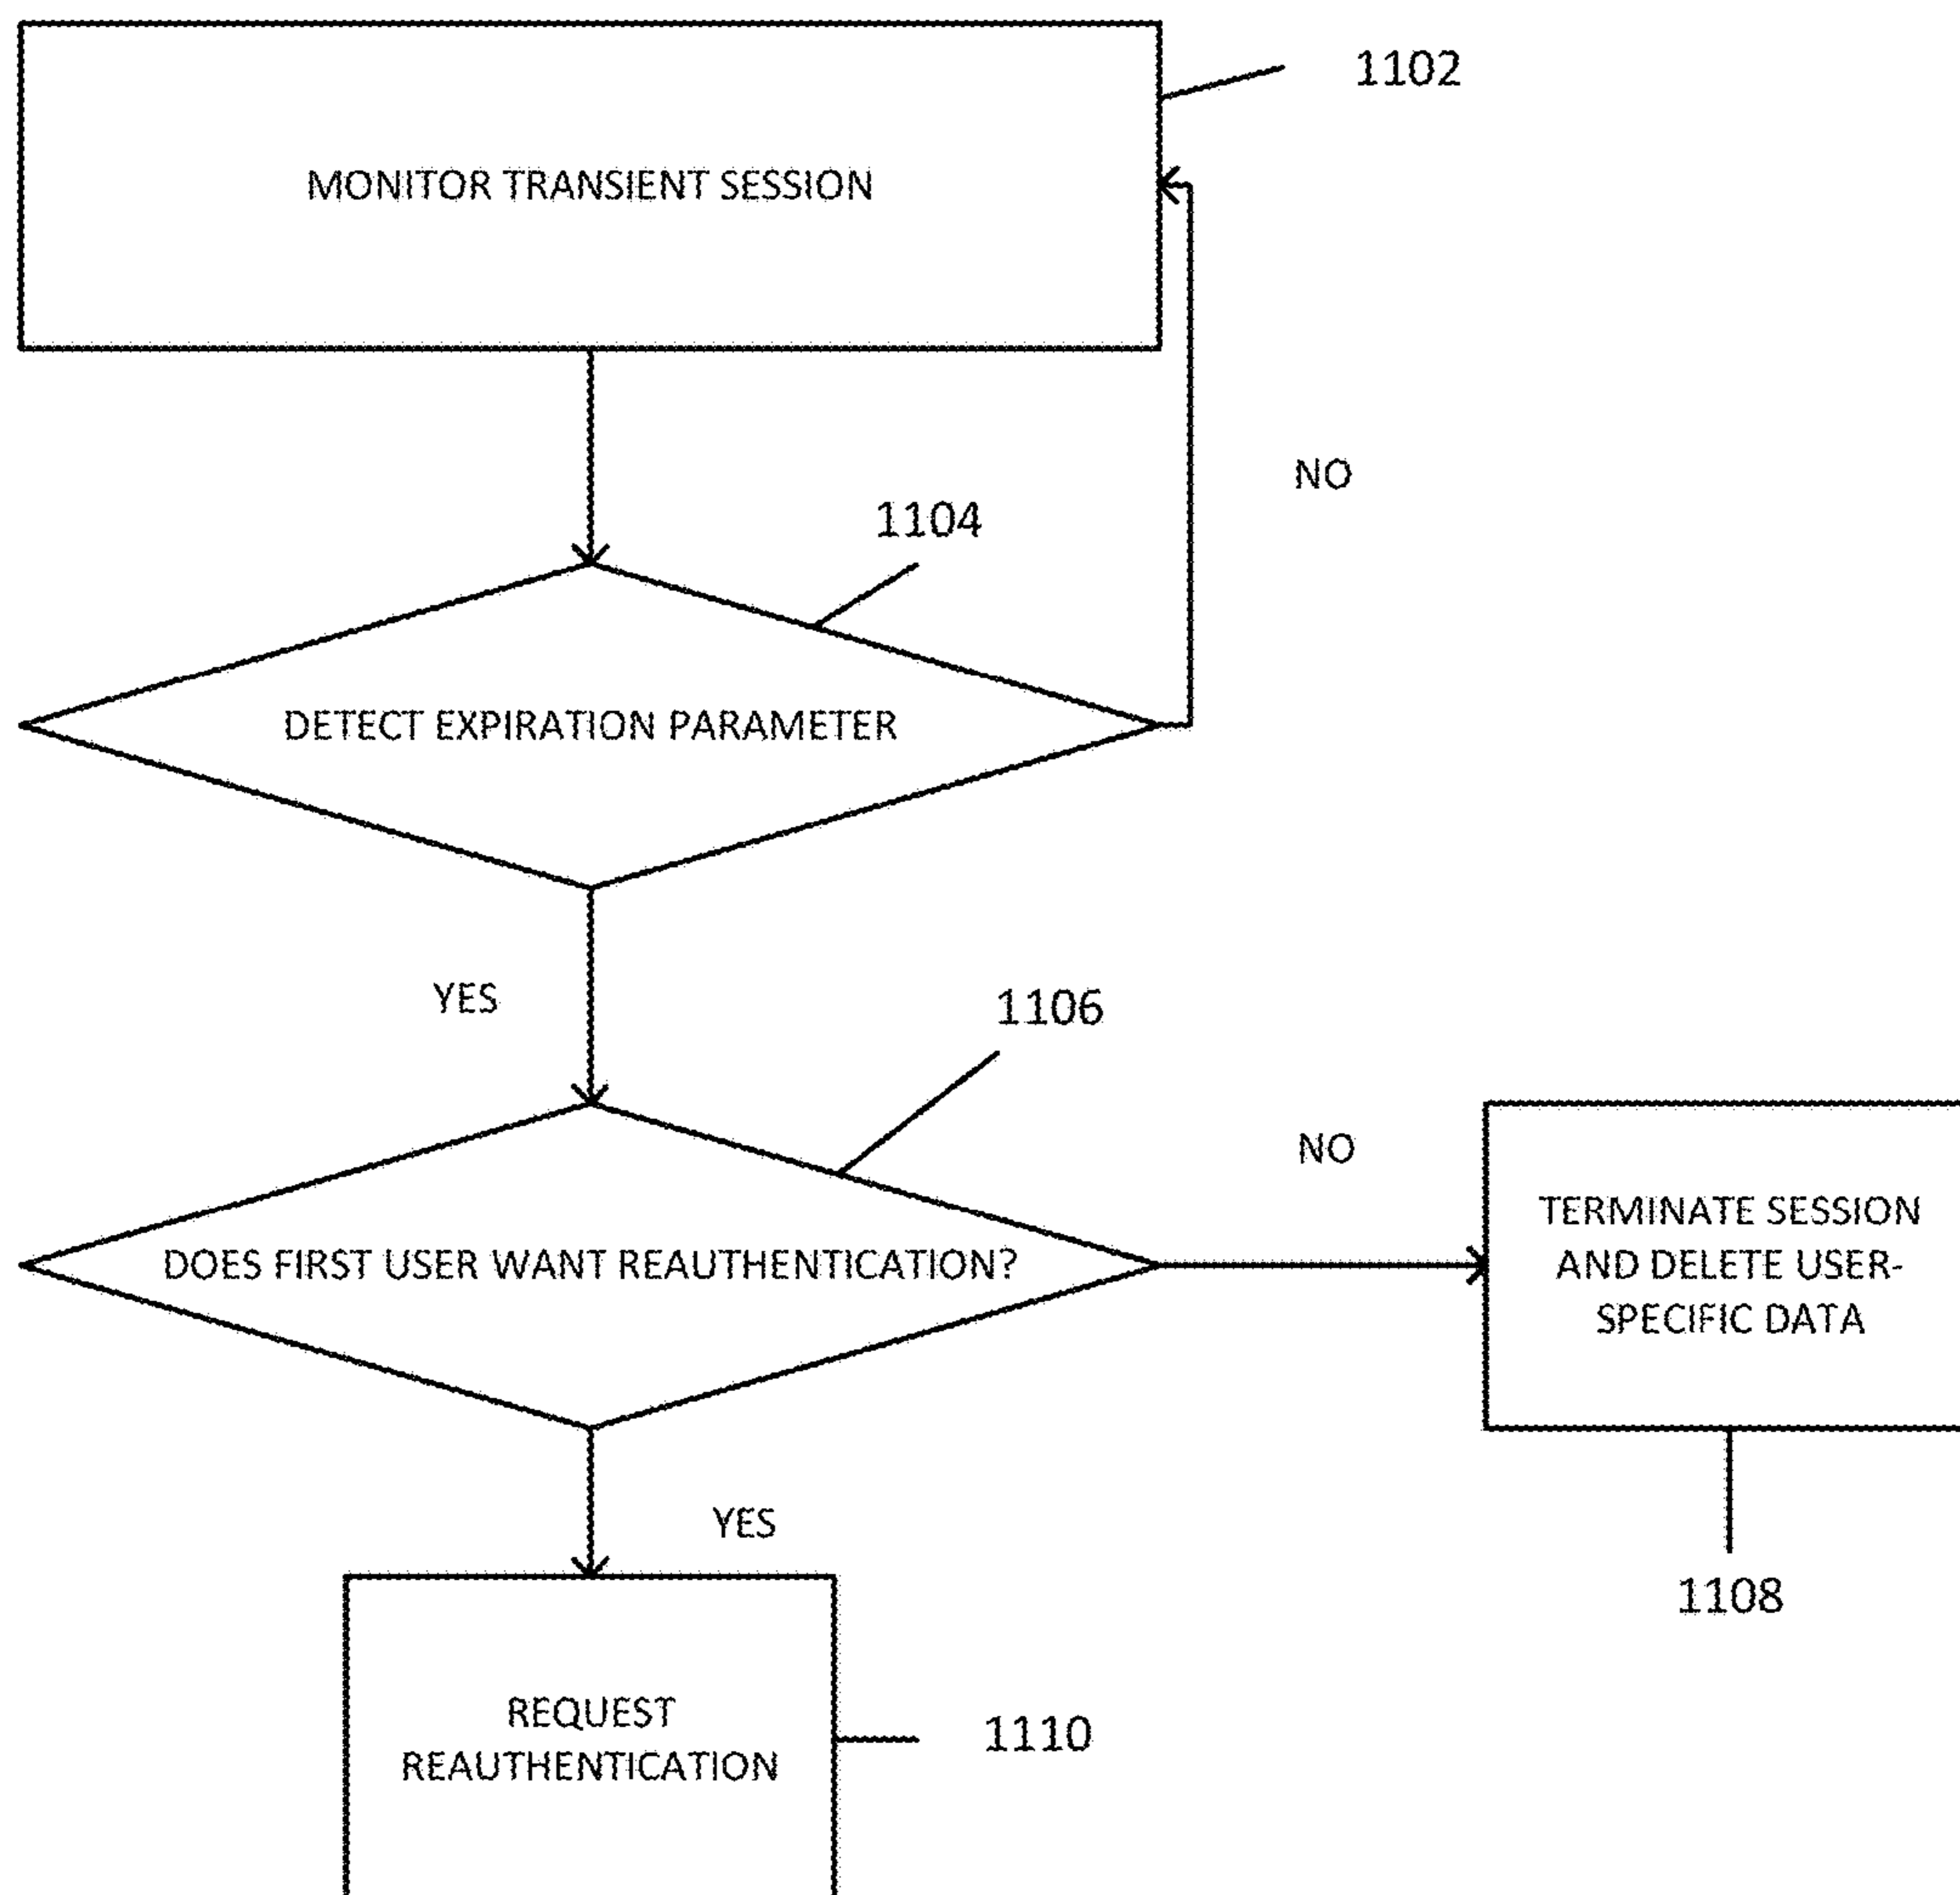 1102
MONITOR TRANSIENT SESSION
NO
1104
DETECT EXPIRATION PARAMETER
YES
1106
NO
DOES FIRST USER WANT REAUTHENTICATION?
TERMINATE SESSION
AND DELETE USER-
SPECIFIC DATA
YES
1108
REQUEST
REAUTHENTICATION
1110